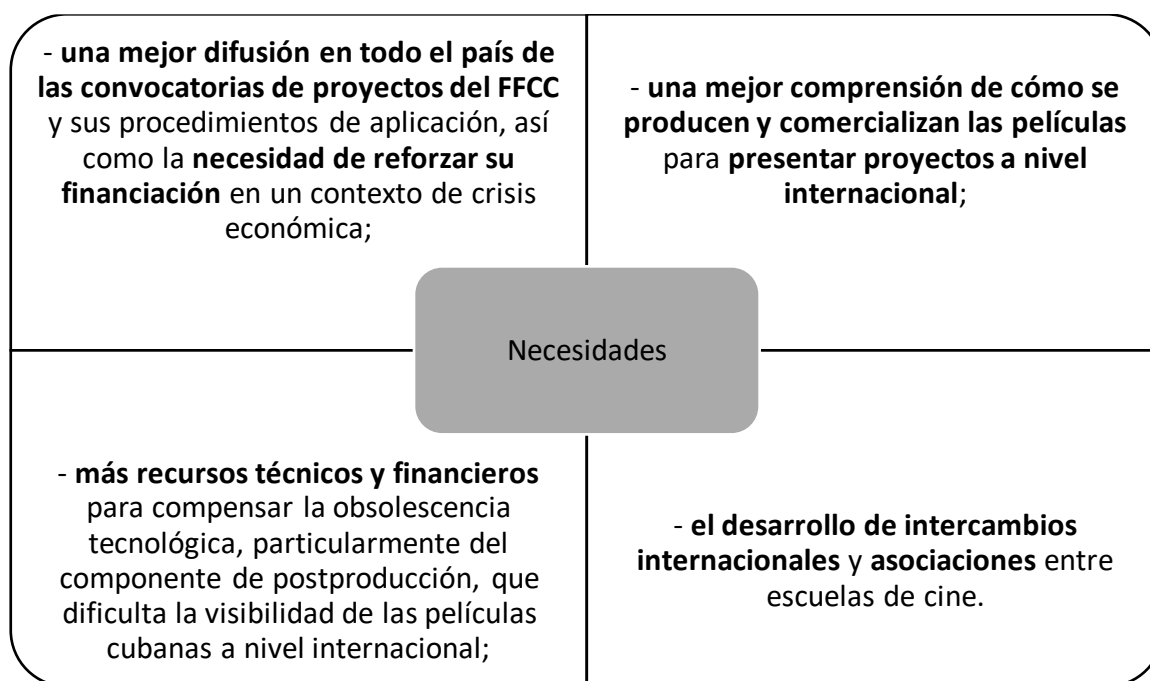 - una mejor difusión en todo el país de
las convocatorias de proyectos del FFCC
y sus procedimientos de aplicación, así
como la necesidad de reforzar su
financiación en un contexto de crisis
económica;
- una mejor comprensión de cómo se
producen y comercializan las películas
para presentar proyectos a nivel
internacional;
Necesidades
- más recursos técnicos y financieros
para compensar la obsolescencia
tecnológica, particularmente del
componente de postproducción, que
dificulta la visibilidad de las películas
cubanas a nivel internacional;
- el desarrollo de intercambios
internacionales y asociaciones entre
escuelas de cine.